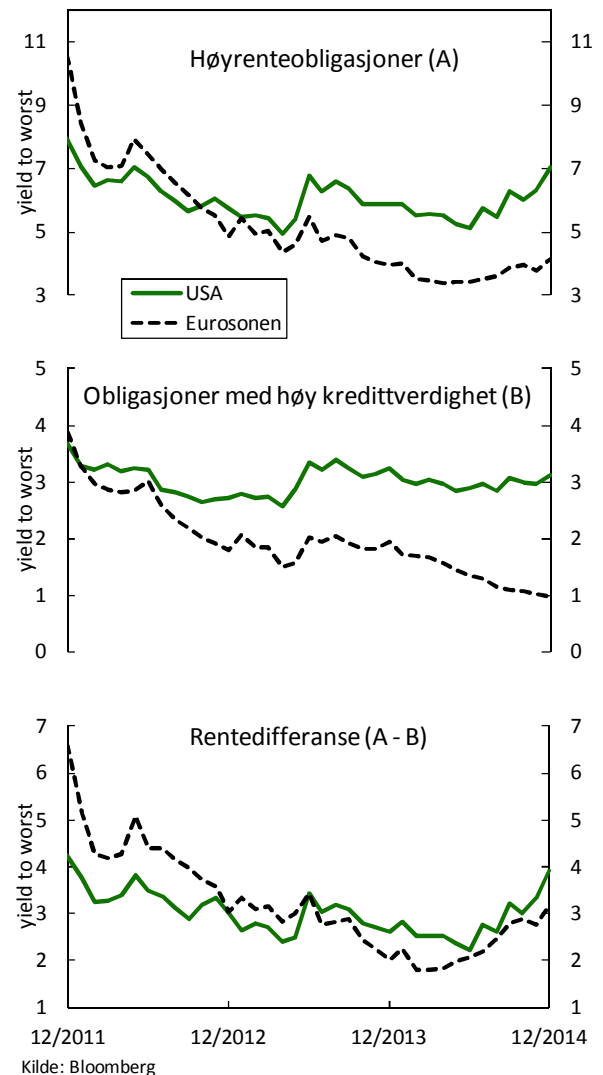 Høyrenteobligasjoner (A)
yield to worst
11 11
9 9
7 7
5 5
3 3
USA
Eurosonen
Obligasjoner med høy kredittverdighet (B)
yield to worst
5 5
4 4
3 3
2 2
1 1
0 0
Rentedifferanse (A - B)
yield to worst
7 7
6 6
5 5
4 4
3 3
2 2
1 1
12/2011 12/2012 12/2013 12/2014
Kilde: Bloomberg